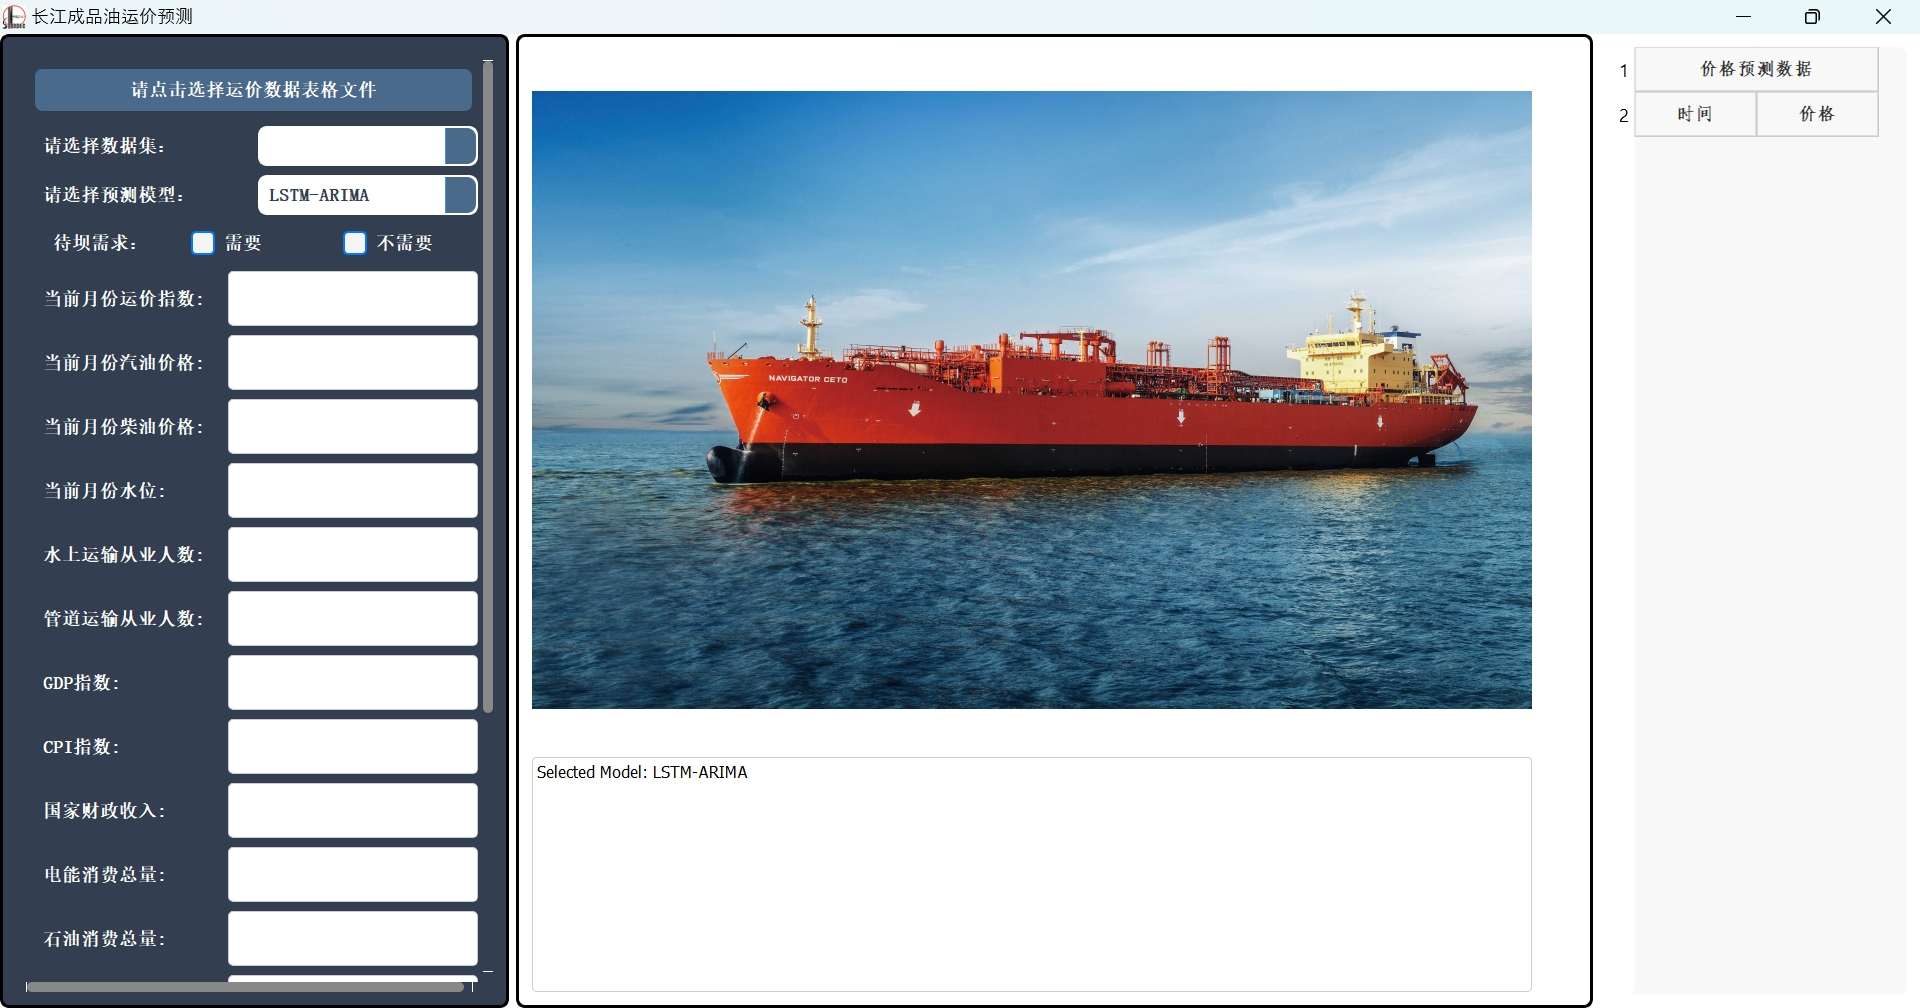 长江成品油运价预测
请点击选择运价数据表格文件
请选择数据集:
请选择预测模型: LSTM-ARIMA
待坝需求: 需要 不需要
当前月份运价指数:
当前月份汽油价格:
当前月份柴油价格:
当前月份水位:
水上运输从业人数:
管道运输从业人数:
GDP指数:
CPI指数:
国家财政收入:
电能消费总量:
石油消费总量:
NAVIGATOR CETO
Selected Model: LSTM-ARIMA
1 价格预测数据
2 时间 价格